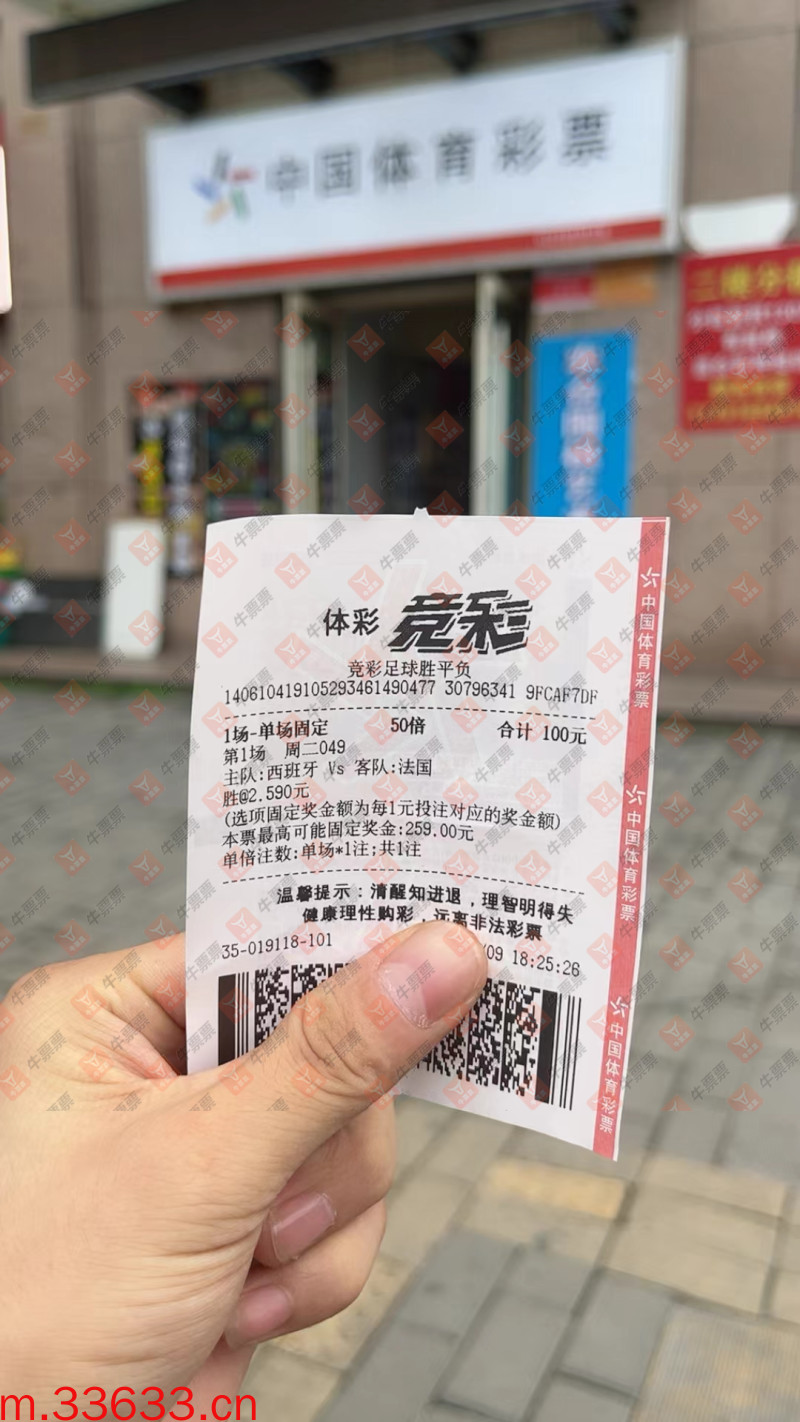 中国体育彩票
体彩 竞彩
竞彩足球胜平负
140610419105293461490477 30796341 9FCAF7DF
1场-单场固定 50倍 合计 100元
第1场 周二049
主队:西班牙 Vs 客队:法国
胜@2.590元
(选项固定奖金额为每1元投注对应的奖金额)
本票最高可能固定奖金:259.00元
单倍注数:单场*1注;共1注
温馨提示：清醒知进退，理智明得失
健康理性购彩，远离非法彩票
35-019118-101 /09 18:25:26
中国体育彩票
中国体育彩票
中国体育彩票
牛票票
m.33633.cn